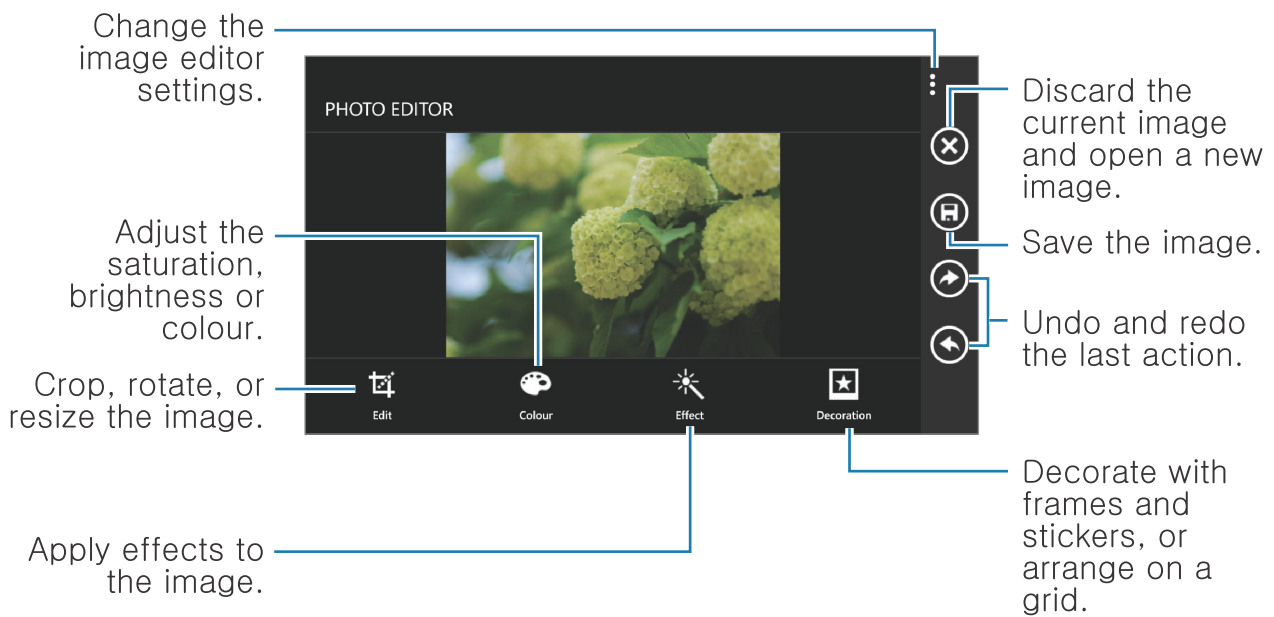 Change the
image editor
settings.
PHOTO EDITOR
Discard the
current image
and open a new
image.
Adjust the
saturation,
brightness or
colour.
Save the image.
Undo and redo
the last action.
Crop, rotate, or
resize the image.
Edit
Colour
Effect
Decoration
Apply effects to
the image.
Decorate with
frames and
stickers, or
arrange on a
grid.